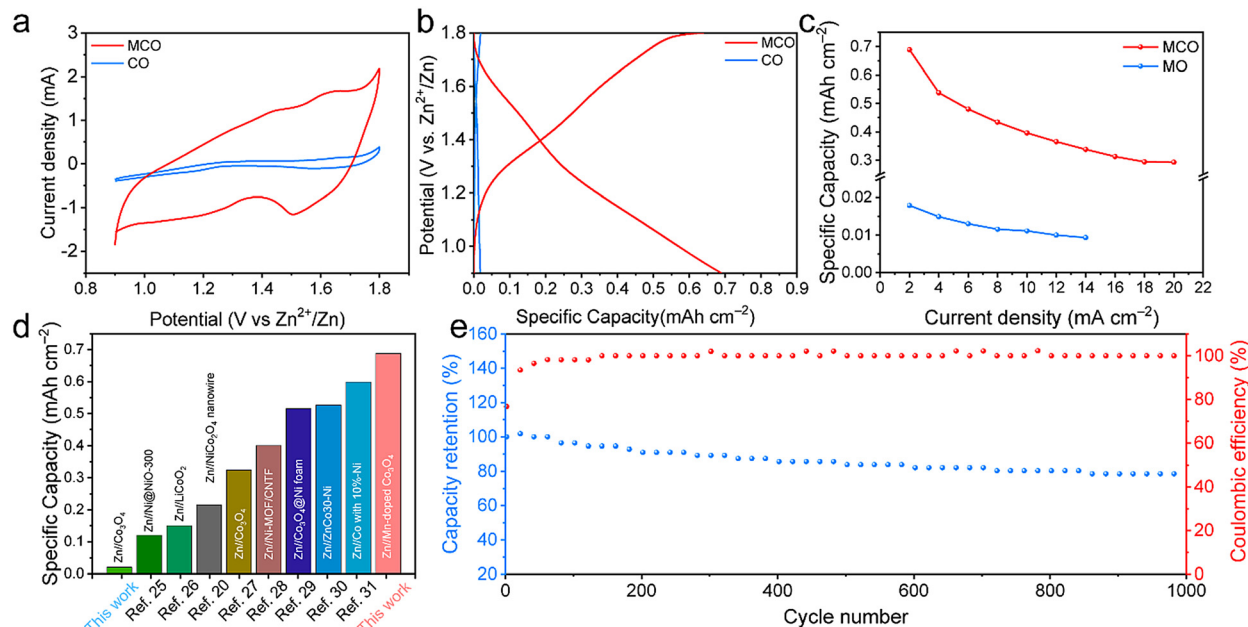 a
MCO
CO
Current density (mA)
3
2
1
0
-1
-2
0.8 1.0 1.2 1.4 1.6 1.8
Potential (V vs Zn²⁺/Zn)
b
MCO
CO
Potential (V vs. Zn²⁺/Zn)
1.8
1.6
1.4
1.2
1.0
0.0 0.1 0.2 0.3 0.4 0.5 0.6 0.7 0.8 0.9
Specific Capacity(mAh cm⁻²)
c
MCO
MO
Specific Capacity (mAh cm⁻²)
0.7
0.6
0.5
0.4
0.3
0.02
0.01
0.00
0 2 4 6 8 10 12 14 16 18 20 22
Current density (mA cm⁻²)
d
Specific Capacity (mAh cm⁻²)
0.7
0.6
0.5
0.4
0.3
0.2
0.1
0.0
Zn//Co₃O₄
Zn//Ni@NiO-300
Zn//LiCoO₂
Zn//NiCo₂O₄ nanowire
Zn//Co₃O₄
Zn//Ni-MOF/CNTF
Zn//Co₃O₄@Ni foam
Zn//ZnCo30-Ni
Zn//Co with 10%-Ni
Zn//Mn-doped Co₃O₄
This work
Ref. 25
Ref. 26
Ref. 20
Ref. 27
Ref. 28
Ref. 29
Ref. 30
Ref. 31
This work
e
Capacity retention (%)
160
140
120
100
80
60
40
20
0 200 400 600 800 1000
Cycle number
100
80
60
40
20
0
Coulombic efficiency (%)